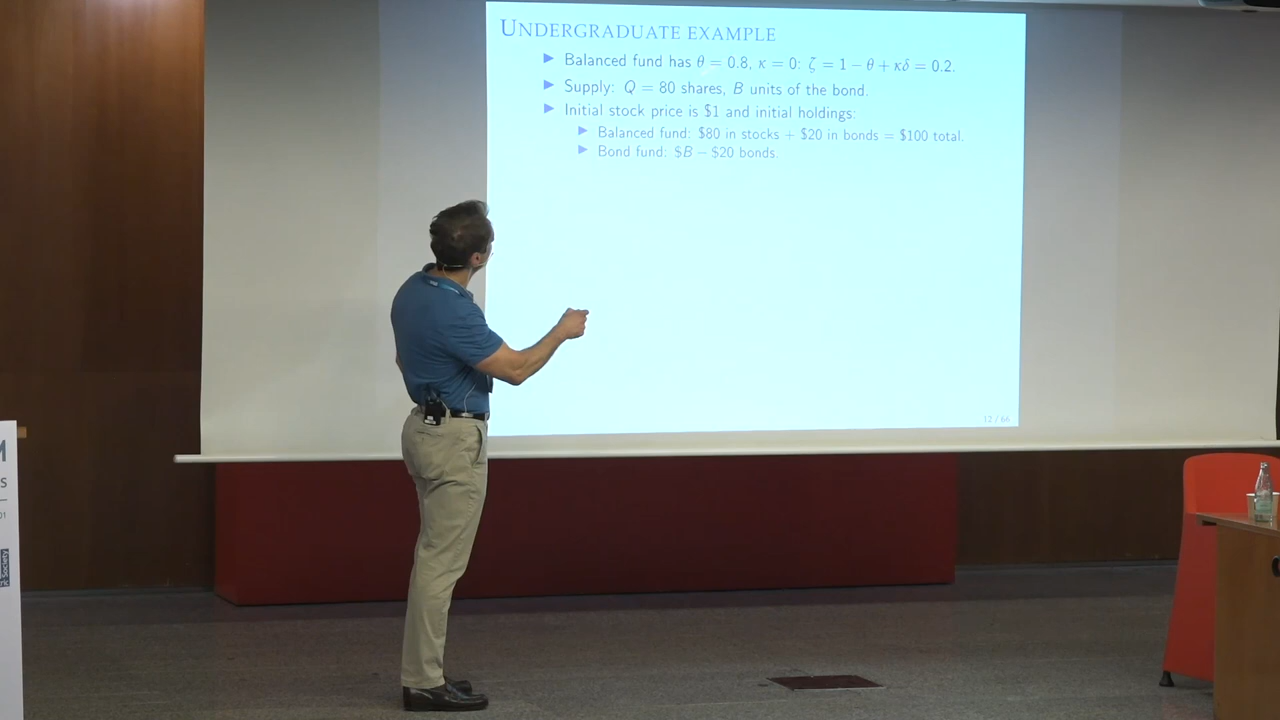 UNDERGRADUATE EXAMPLE
Balanced fund has θ = 0.8, κ = 0: ζ = 1 − θ + κδ = 0.2.
Supply: Q = 80 shares, B units of the bond.
Initial stock price is $1 and initial holdings:
Balanced fund: $80 in stocks + $20 in bonds = $100 total.
Bond fund: $B − $20 bonds.
12 / 66
M
S
01
Society